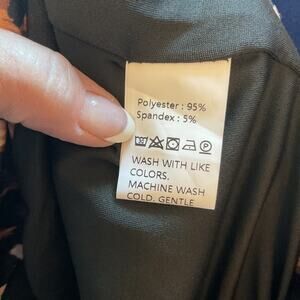 Polyester : 95%
Spandex : 5%
WASH WITH LIKE
COLORS.
MACHINE WASH
COLD. GENTLE